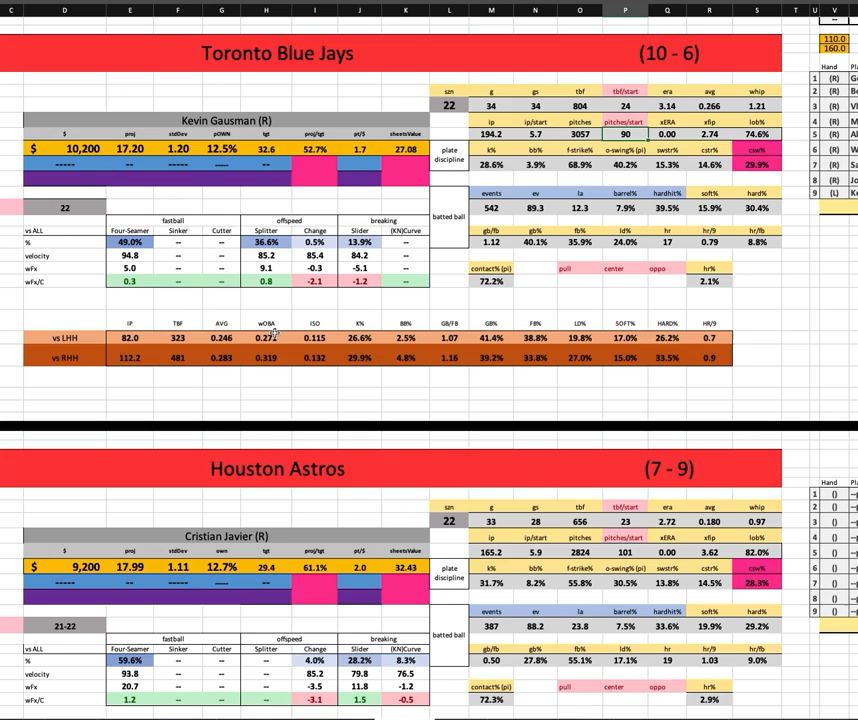 C D E F G H I J K L M N O P Q R S T U V W
Toronto Blue Jays (10 - 6)
110.0
160.0
szn g gs tbf tbf/start era avg whip
22 34 34 804 24 3.14 0.266 1.21
Kevin Gausman (R) ip ip/start pitches pitches/start xERA xfip lob%
$ proj stdDev pOWN tgt proj/tgt pt/$ sheetsValue 194.2 5.7 3057 90 0.00 2.74 74.6%
$ 10,200 17.20 1.20 12.5% 32.6 52.7% 1.7 27.08 plate discipline k% bb% f-strike% o-swing% (pi) swstr% cstr% csw%
----- -- ---- ---- -- 28.6% 3.9% 68.9% 40.2% 15.3% 14.6% 29.9%
events ev la barrel% hardhit% soft% hard%
22 542 89.3 12.3 7.9% 39.5% 15.9% 30.4%
fastball offspeed breaking batted ball
vs ALL Four-Seamer Sinker Cutter Splitter Change Slider (KN)Curve gb/fb gb% fb% ld% hr hr/9 hr/fb
% 49.0% -- -- 36.6% 0.5% 13.9% -- 1.12 40.1% 35.9% 24.0% 17 0.79 8.8%
velocity 94.8 -- -- 85.2 85.4 84.2 --
wFx 5.0 -- -- 9.1 -0.3 -5.1 -- contact% (pi) pull center oppo hr%
wFx/C 0.3 -- -- 0.8 -2.1 -1.2 -- 72.2% 2.1%
IP TBF AVG wOBA ISO K% BB% GB/FB GB% FB% LD% SOFT% HARD% HR/9
vs LHH 82.0 323 0.246 0.271 0.115 26.6% 2.5% 1.07 41.4% 38.8% 19.8% 17.0% 26.2% 0.7
vs RHH 112.2 481 0.283 0.319 0.132 29.9% 4.8% 1.16 39.2% 33.8% 27.0% 15.0% 33.5% 0.9
Hand
1 (R)
2 (R)
3 (R)
4 (R)
5 (R)
6 (R)
7 (R)
8 (R)
9 (L)
Houston Astros (7 - 9)
szn g gs tbf tbf/start era avg whip
22 33 28 656 23 2.72 0.180 0.97
Cristian Javier (R) ip ip/start pitches pitches/start xERA xfip lob%
$ proj stdDev own tgt proj/tgt pt/$ sheetsValue 165.2 5.9 2824 101 0.00 3.62 82.0%
$ 9,200 17.99 1.11 12.7% 29.4 61.1% 2.0 32.43 plate discipline k% bb% f-strike% o-swing% (pi) swstr% cstr% csw%
----- -- ---- ---- -- 31.7% 8.2% 55.8% 30.5% 13.8% 14.5% 28.3%
events ev la barrel% hardhit% soft% hard%
21-22 387 88.2 23.8 7.5% 33.6% 19.9% 29.2%
fastball offspeed breaking batted ball
vs ALL Four-Seamer Sinker Cutter Splitter Change Slider (KN)Curve gb/fb gb% fb% ld% hr hr/9 hr/fb
% 59.6% -- -- -- 4.0% 28.2% 8.3% 0.50 27.8% 55.1% 17.1% 19 1.03 9.0%
velocity 93.8 -- -- -- 85.2 79.8 76.5
wFx 20.7 -- -- -- -3.5 11.8 -1.2 contact% (pi) pull center oppo hr%
wFx/C 1.2 -- -- -- -3.1 1.5 -0.5 72.3% 2.9%
Hand
1 ()
2 ()
3 ()
4 ()
5 ()
6 ()
7 ()
8 ()
9 ()